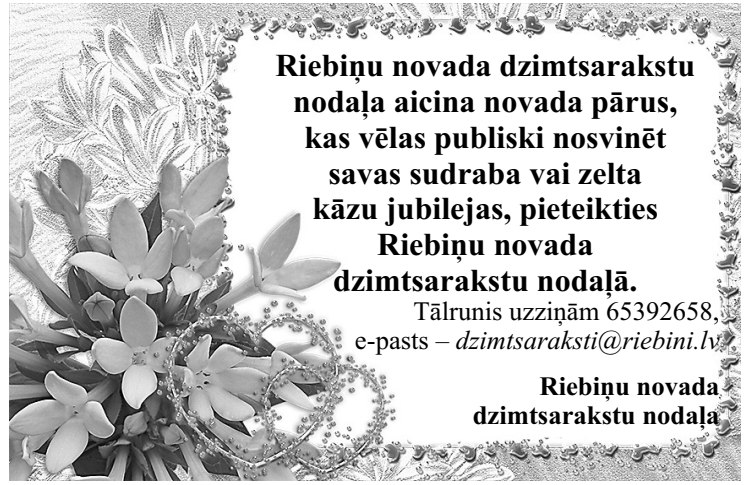 Riebiņu novada dzimtsarakstu
nodaļa aicina novada pārus,
kas vēlas publiski nosvinēt
savas sudraba vai zelta
kāzu jubilejas, pieteikties
Riebiņu novada
dzimtsarakstu nodaļā.
Tālrunis uzziņām 65392658,
e-pasts – dzimtsaraksti@riebini.lv
Riebiņu novada
dzimtsarakstu nodaļa